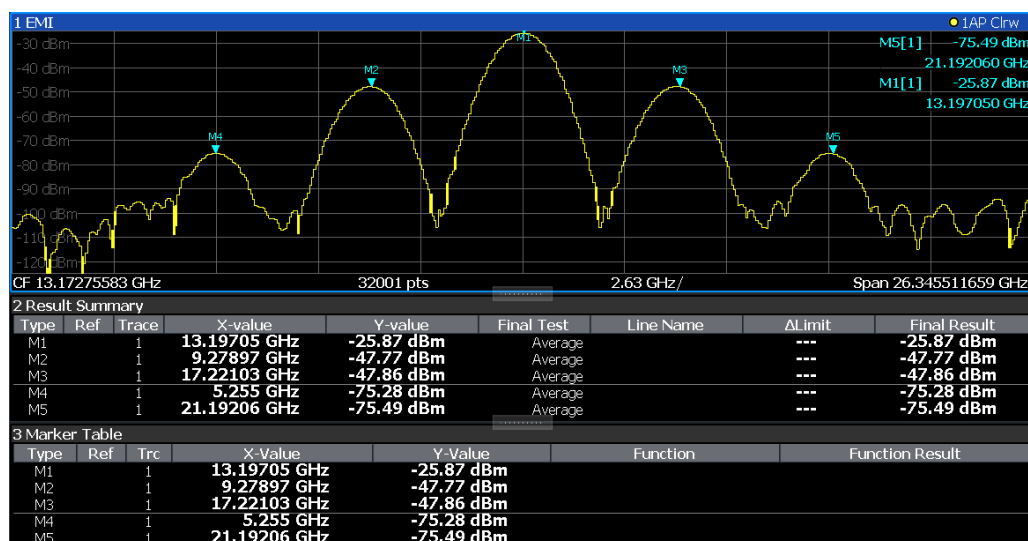 1 EMI 1AP Clrw
-30 dBm M1 M5[1] -75.49 dBm
-40 dBm M2 M3 21.192060 GHz
M1[1] -25.87 dBm
-50 dBm 13.197050 GHz
-60 dBm
-70 dBm M4 M5
-80 dBm
-90 dBm
-100 dBm
-110 dBm
-120 dBm
CF 13.17275583 GHz 32001 pts 2.63 GHz/ Span 26.345511659 GHz
2 Result Summary
Type Ref Trace X-value Y-value Final Test Line Name ΔLimit Final Result
M1 1 13.19705 GHz -25.87 dBm Average --- -25.87 dBm
M2 1 9.27897 GHz -47.77 dBm Average --- -47.77 dBm
M3 1 17.22103 GHz -47.86 dBm Average --- -47.86 dBm
M4 1 5.255 GHz -75.28 dBm Average --- -75.28 dBm
M5 1 21.19206 GHz -75.49 dBm Average --- -75.49 dBm
3 Marker Table
Type Ref Trc X-Value Y-Value Function Function Result
M1 1 13.19705 GHz -25.87 dBm
M2 1 9.27897 GHz -47.77 dBm
M3 1 17.22103 GHz -47.86 dBm
M4 1 5.255 GHz -75.28 dBm
M5 1 21.19206 GHz -75.49 dBm